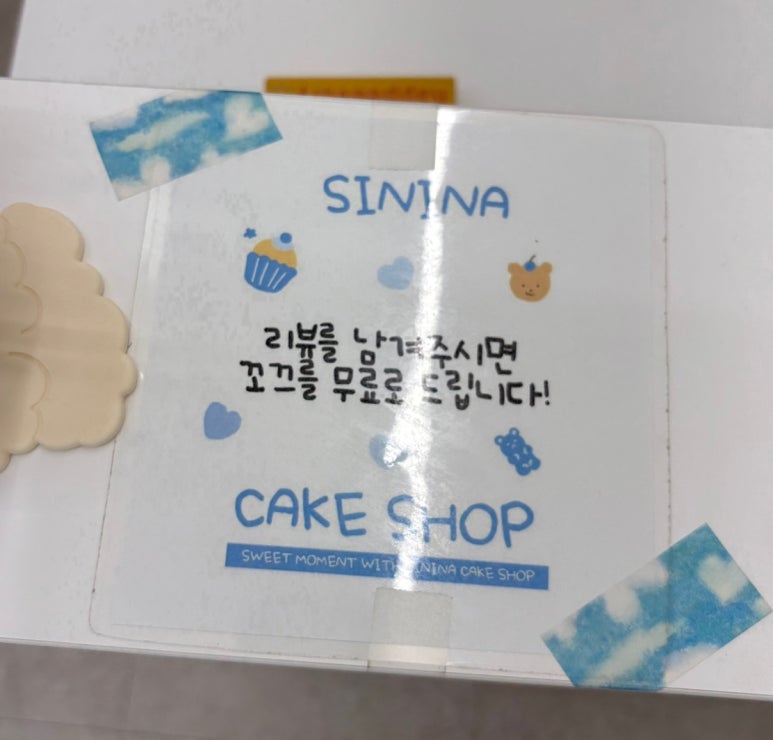 SININA
리뷰를 남겨주시면
꼬끄를 무료로 드립니다!
CAKE SHOP
SWEET MOMENT WITH SININA CAKE SHOP